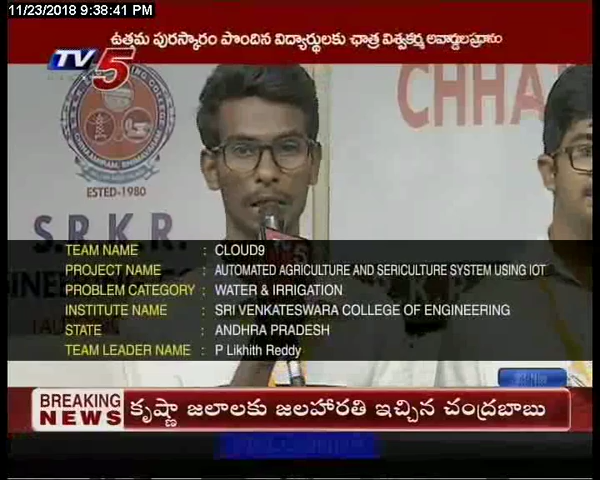 11/23/2018 9:38:41 PM
ఉత్తమ పురస్కారం పొందిన విద్యార్థులకు ఛాత్ర విశ్వకర్మ అవార్డులప్రదానం
TV5
CHHA
ESTD-1980
S.R.K.R.
TEAM NAME : CLOUD9
PROJECT NAME : AUTOMATED AGRICULTURE AND SERICULTURE SYSTEM USING IOT
PROBLEM CATEGORY : WATER & IRRIGATION
INSTITUTE NAME : SRI VENKATESWARA COLLEGE OF ENGINEERING
STATE : ANDHRA PRADESH
TEAM LEADER NAME : P Likhith Reddy
BREAKING NEWS కృష్ణా జలాలకు జలహారతి ఇచ్చిన చంద్రబాబు